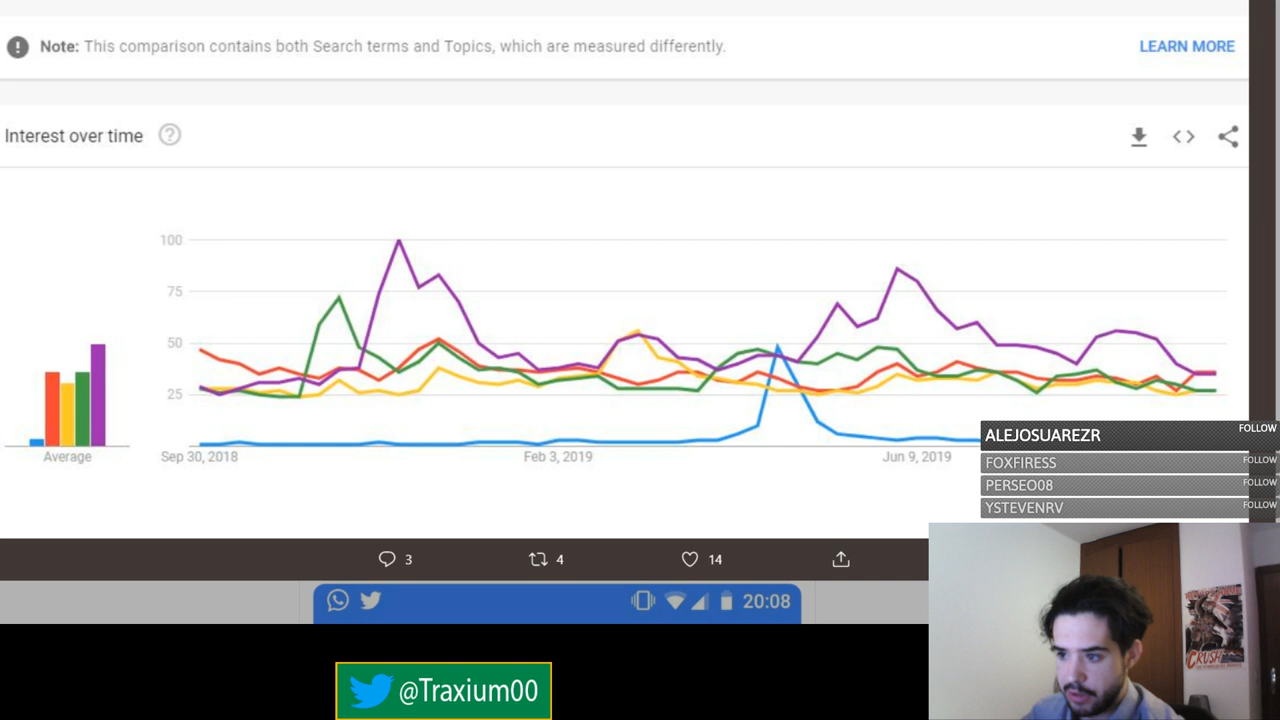 Note: This comparison contains both Search terms and Topics, which are measured differently.
LEARN MORE
Interest over time
100
75
50
25
Average
Sep 30, 2018
Feb 3, 2019
Jun 9, 2019
ALEJOSUAREZR FOLLOW
FOXFIRESS FOLLOW
PERSEO08 FOLLOW
YSTEVENRV FOLLOW
3
4
14
20:08
@Traxium00
CRUSH